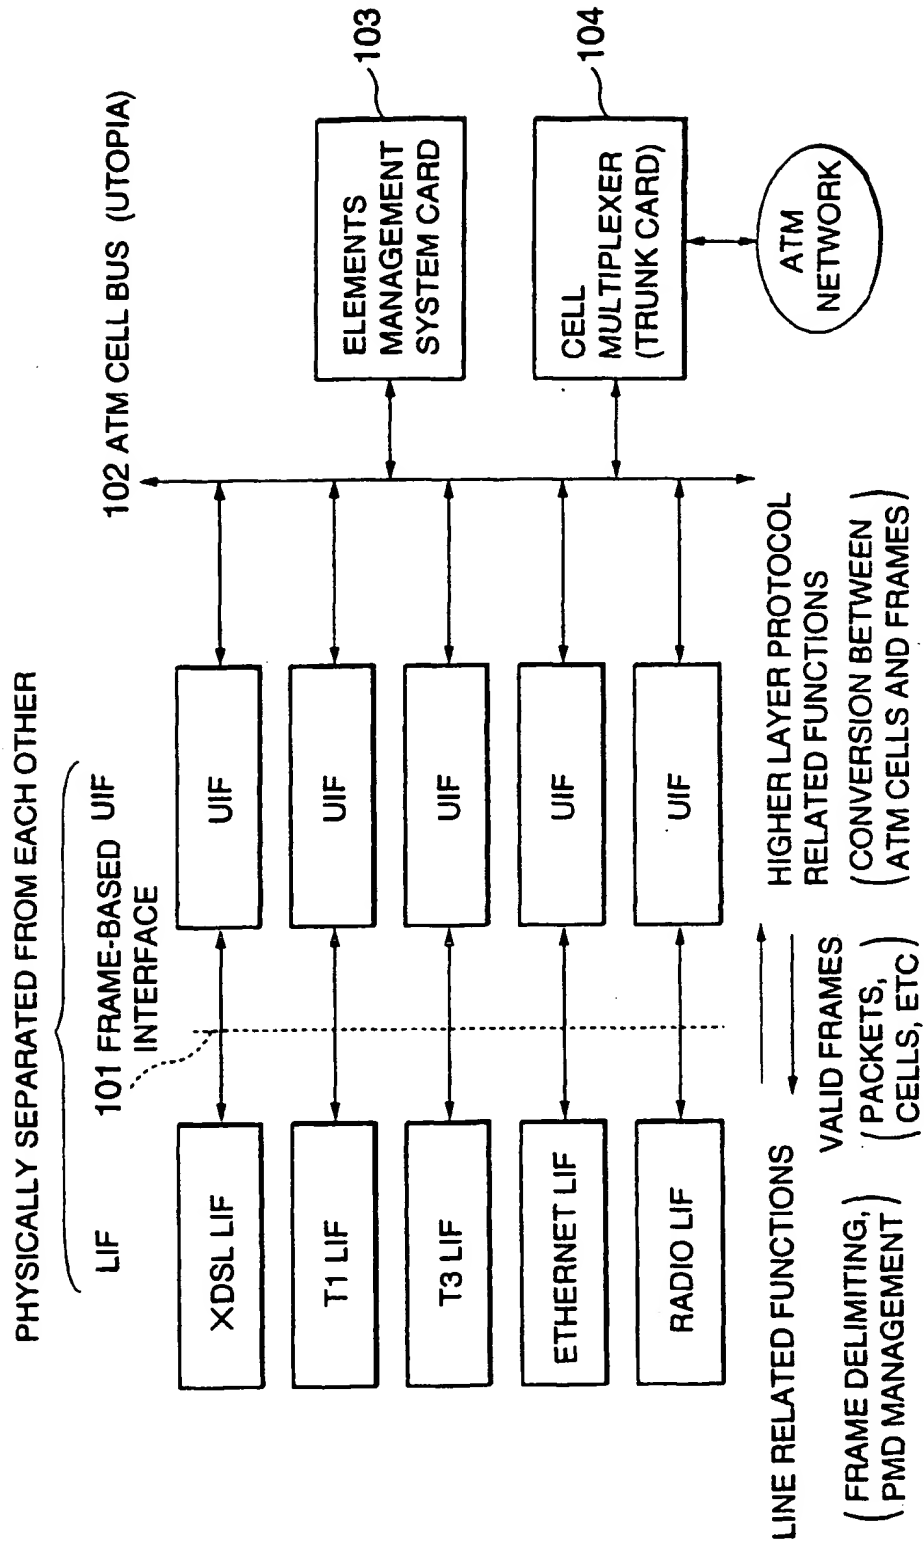 PHYSICALLY SEPARATED FROM EACH OTHER
LIF
UIF
101 FRAME-BASED
INTERFACE
102 ATM CELL BUS (UTOPIA)
XDSL LIF
UIF
T1 LIF
UIF
T3 LIF
UIF
ETHERNET LIF
UIF
RADIO LIF
UIF
ELEMENTS
MANAGEMENT
SYSTEM CARD
103
CELL
MULTIPLEXER
(TRUNK CARD)
104
ATM
NETWORK
LINE RELATED FUNCTIONS
(FRAME DELIMITING,
PMD MANAGEMENT)
VALID FRAMES
(PACKETS,
CELLS, ETC)
HIGHER LAYER PROTOCOL
RELATED FUNCTIONS
(CONVERSION BETWEEN
ATM CELLS AND FRAMES)